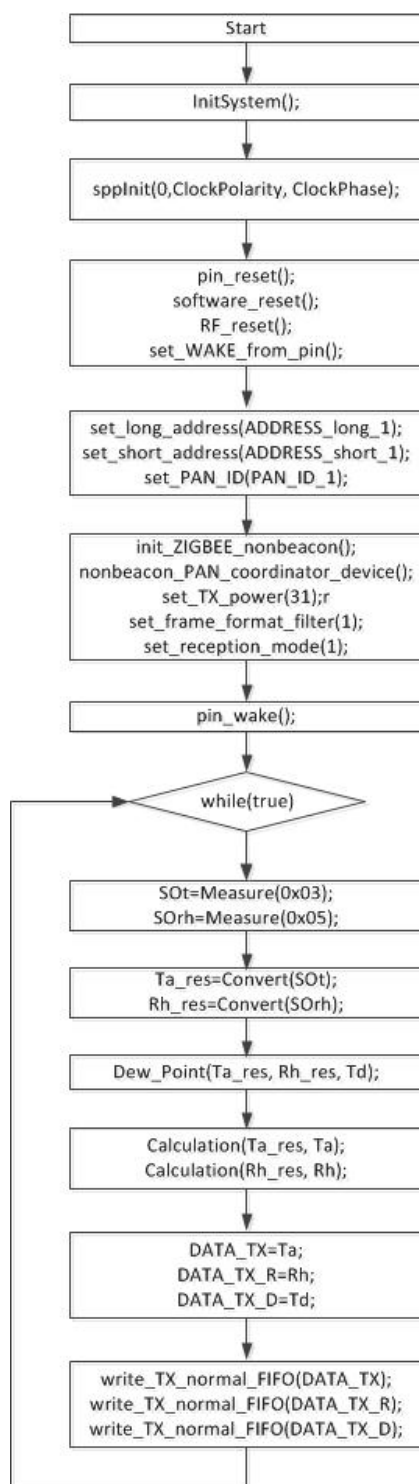 Start
InitSystem();
sppInit(0,ClockPolarity, ClockPhase);
pin_reset();
software_reset();
RF_reset();
set_WAKE_from_pin();
set_long_address(ADDRESS_long_1);
set_short_address(ADDRESS_short_1);
set_PAN_ID(PAN_ID_1);
init_ZIGBEE_nonbeacon();
nonbeacon_PAN_coordinator_device();
set_TX_power(31);r
set_frame_format_filter(1);
set_reception_mode(1);
pin_wake();
while(true)
SOt=Measure(0x03);
SOrh=Measure(0x05);
Ta_res=Convert(SOt);
Rh_res=Convert(SOrh);
Dew_Point(Ta_res, Rh_res, Td);
Calculation(Ta_res, Ta);
Calculation(Rh_res, Rh);
DATA_TX=Ta;
DATA_TX_R=Rh;
DATA_TX_D=Td;
write_TX_normal_FIFO(DATA_TX);
write_TX_normal_FIFO(DATA_TX_R);
write_TX_normal_FIFO(DATA_TX_D);